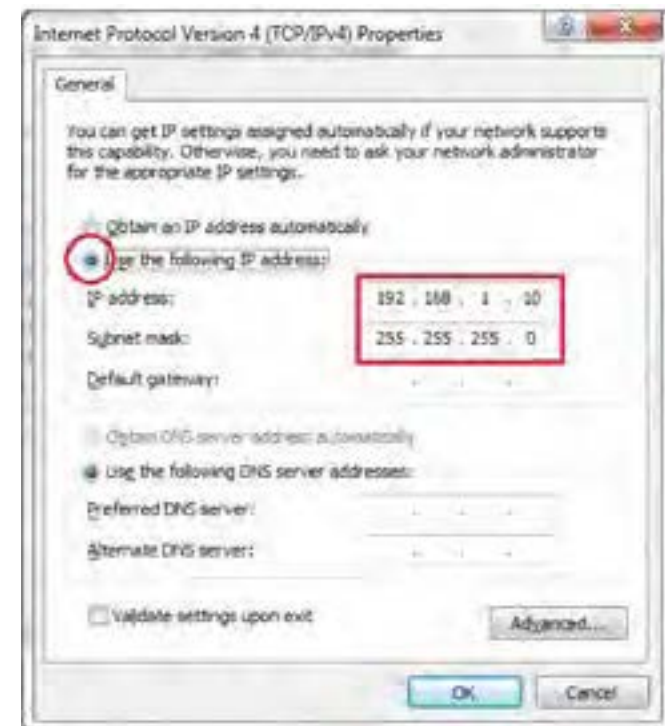 Internet Protocol Version 4 (TCP/IPv4) Properties
General
You can get IP settings assigned automatically if your network supports
this capability. Otherwise, you need to ask your network administrator
for the appropriate IP settings.
Obtain an IP address automatically
Use the following IP address:
IP address: 192 . 168 . 1 . 10
Subnet mask: 255 . 255 . 255 . 0
Default gateway: . . .
Obtain DNS server address automatically
Use the following DNS server addresses:
Preferred DNS server: . . .
Alternate DNS server: . . .
Validate settings upon exit
Advanced...
OK Cancel